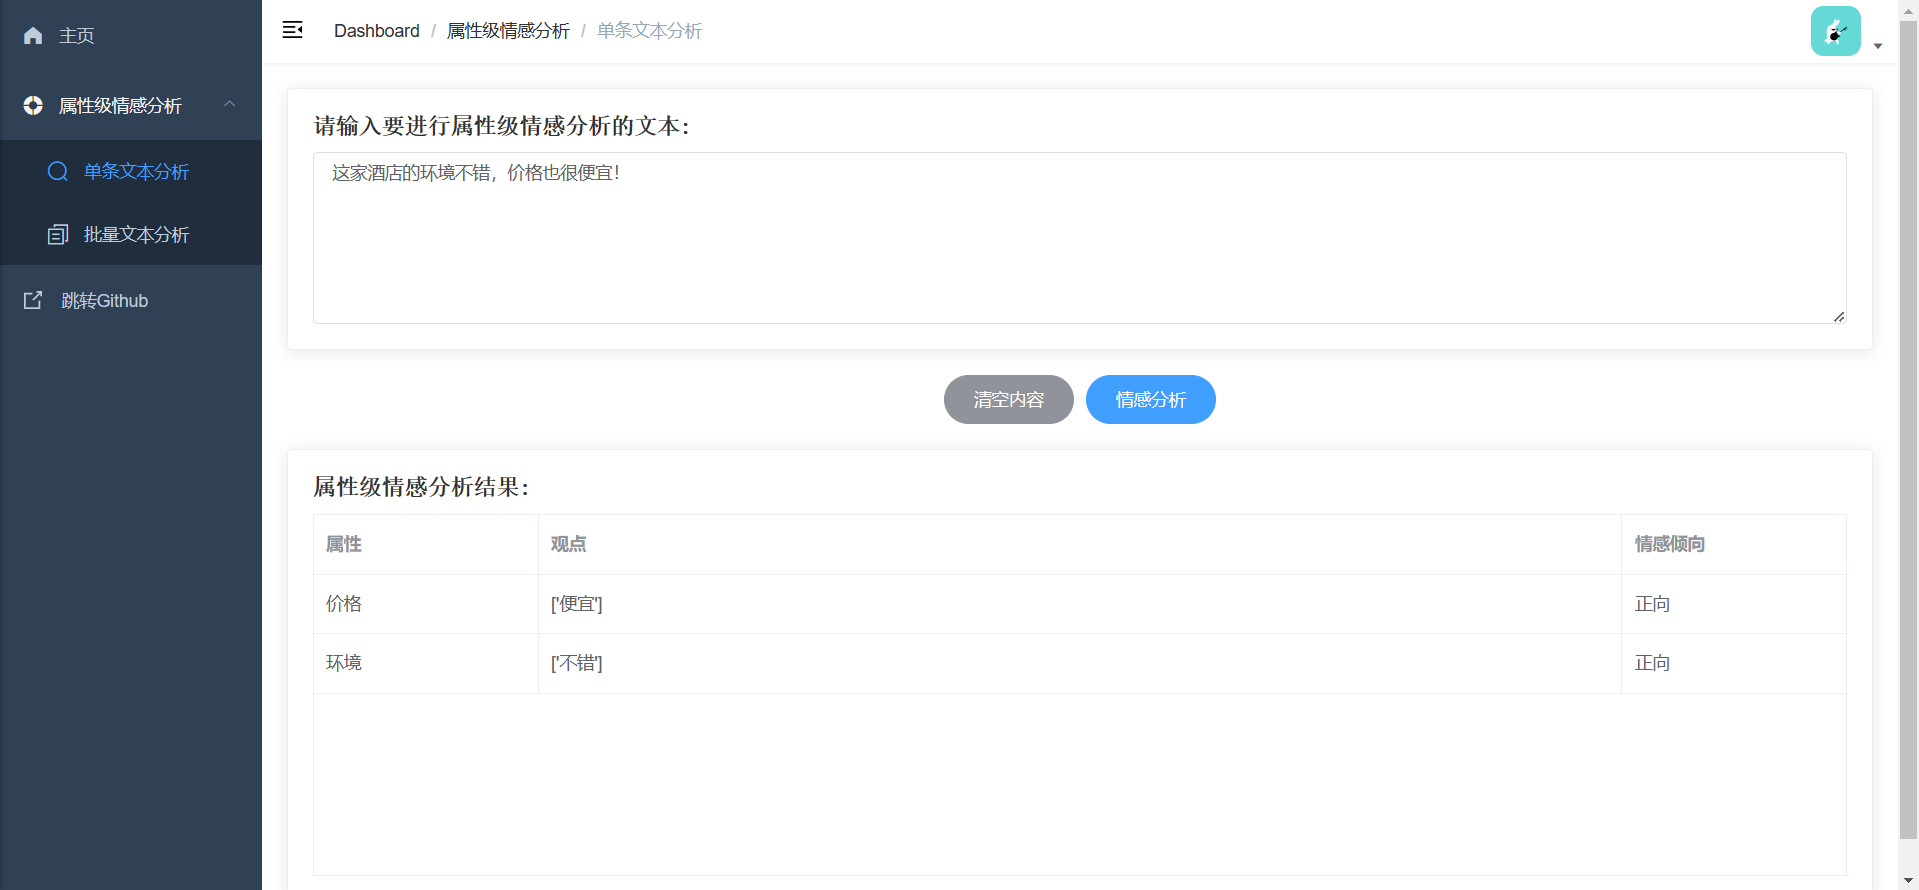 主页
属性级情感分析
单条文本分析
批量文本分析
跳转Github
Dashboard / 属性级情感分析 / 单条文本分析
请输入要进行属性级情感分析的文本：
这家酒店的环境不错，价格也很便宜！
清空内容 情感分析
属性级情感分析结果：
属性 观点 情感倾向
价格 ['便宜'] 正向
环境 ['不错'] 正向